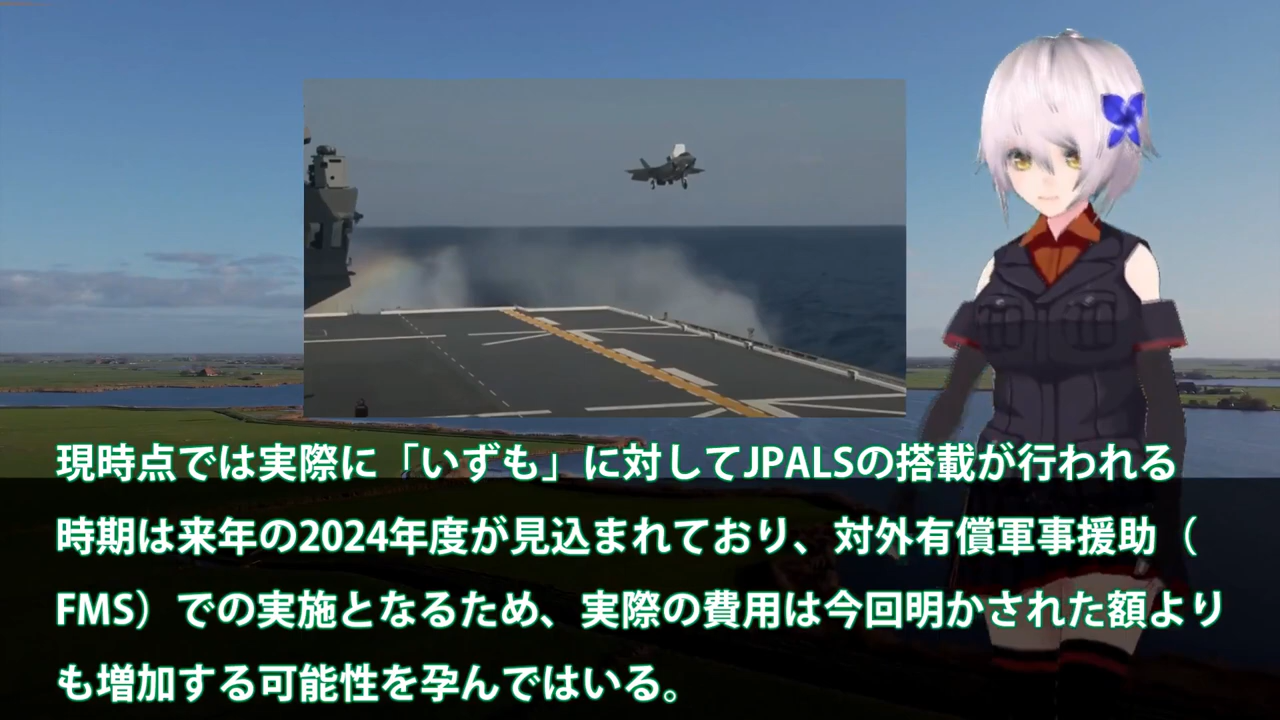 現時点では実際に「いずも」に対してJPALSの搭載が行われる
時期は来年の2024年度が見込まれており、対外有償軍事援助（
FMS）での実施となるため、実際の費用は今回明かされた額より
も増加する可能性を孕んではいる。